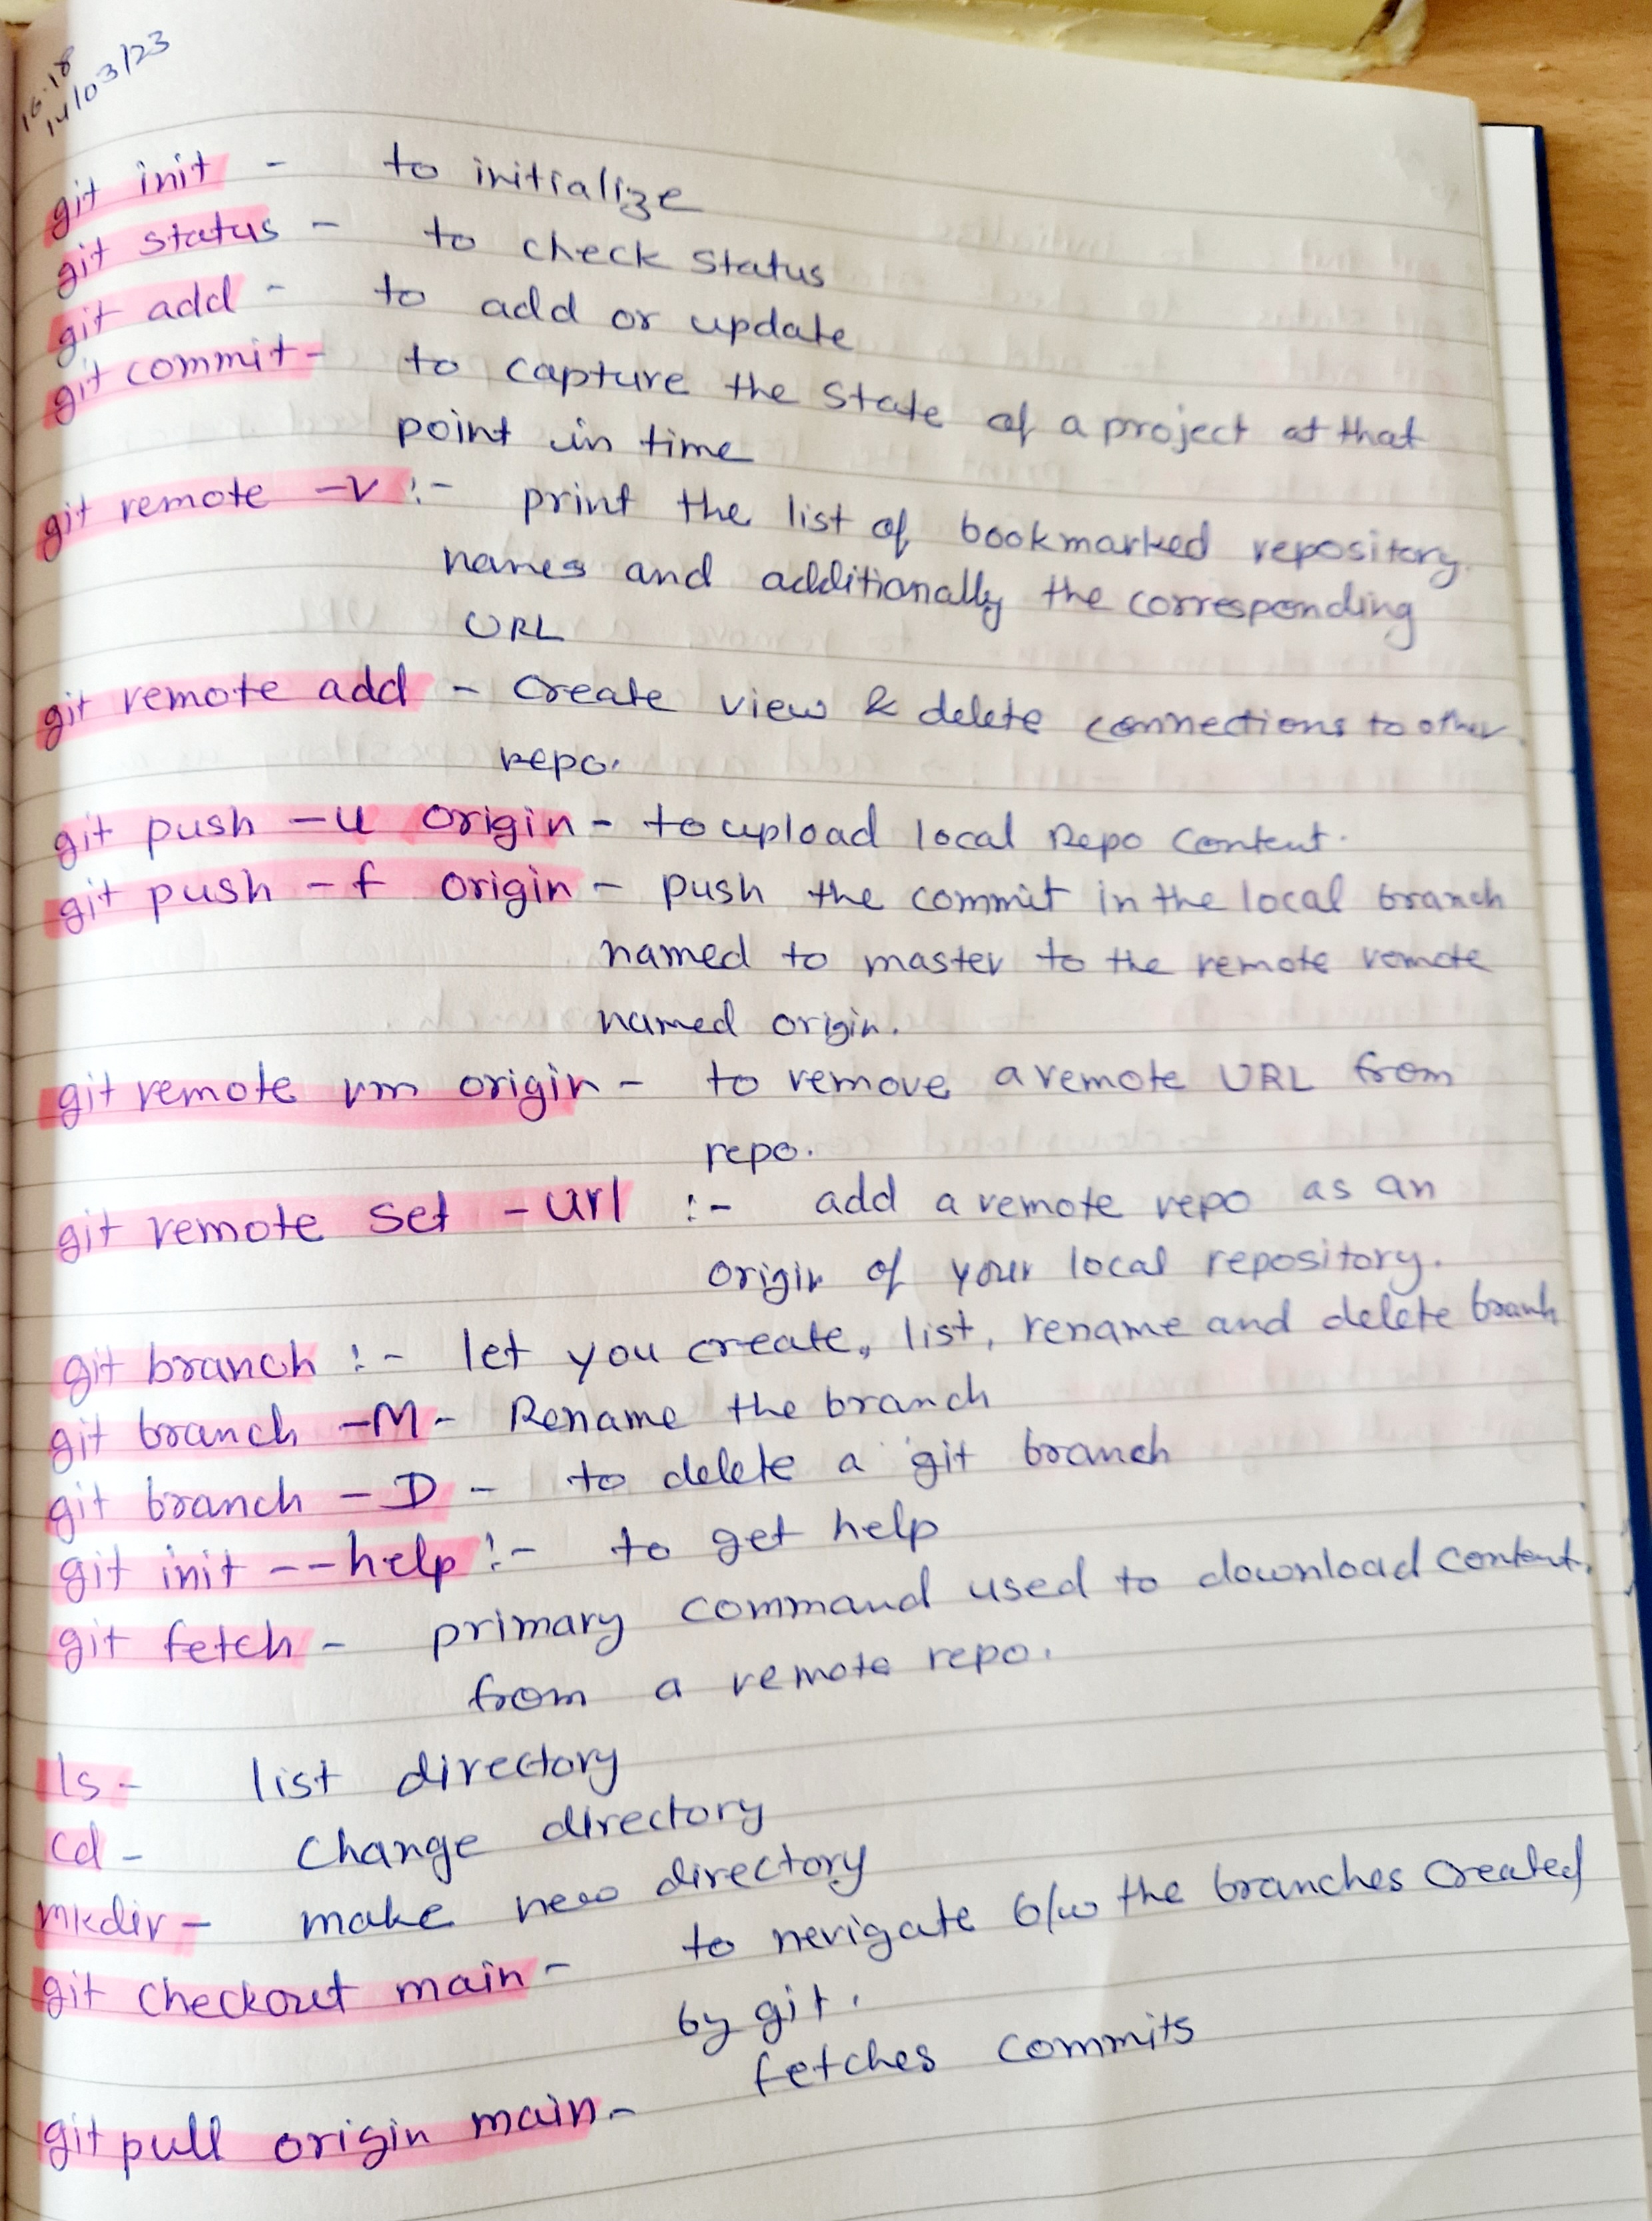 16:18
14/03/23
git init - to initialize
git status - to check status
git add - to add or update
git commit - to capture the state of a project at that
point in time
git remote -v :- print the list of bookmarked repository
names and additionally the corresponding
URL
git remote add - Create view & delete connections to other
repo.
git push -u origin - to upload local Repo Content.
git push -f origin - push the commit in the local branch
named to master to the remote remote
named origin.
git remote rm origin - to remove a remote URL from
repo.
git remote set -url :- add a remote repo as an
origin of your local repository.
git branch :- let you create, list, rename and delete branh
git branch -M - Rename the branch
git branch -D - to delete a git branch
git init --help :- to get help
git fetch - primary command used to download content
from a remote repo.
ls - list directory
cd - Change directory
mkdir - make new directory
git checkout main - to nevigate b/w the branches created
by git.
git pull origin main - fetches commits